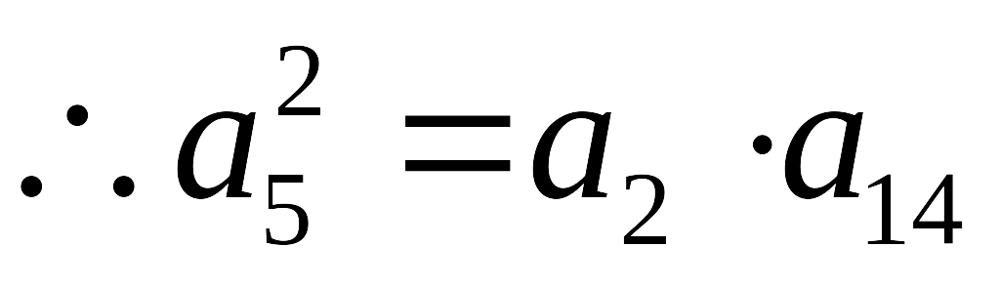 ∴ a₅² = a₂ · a₁₄